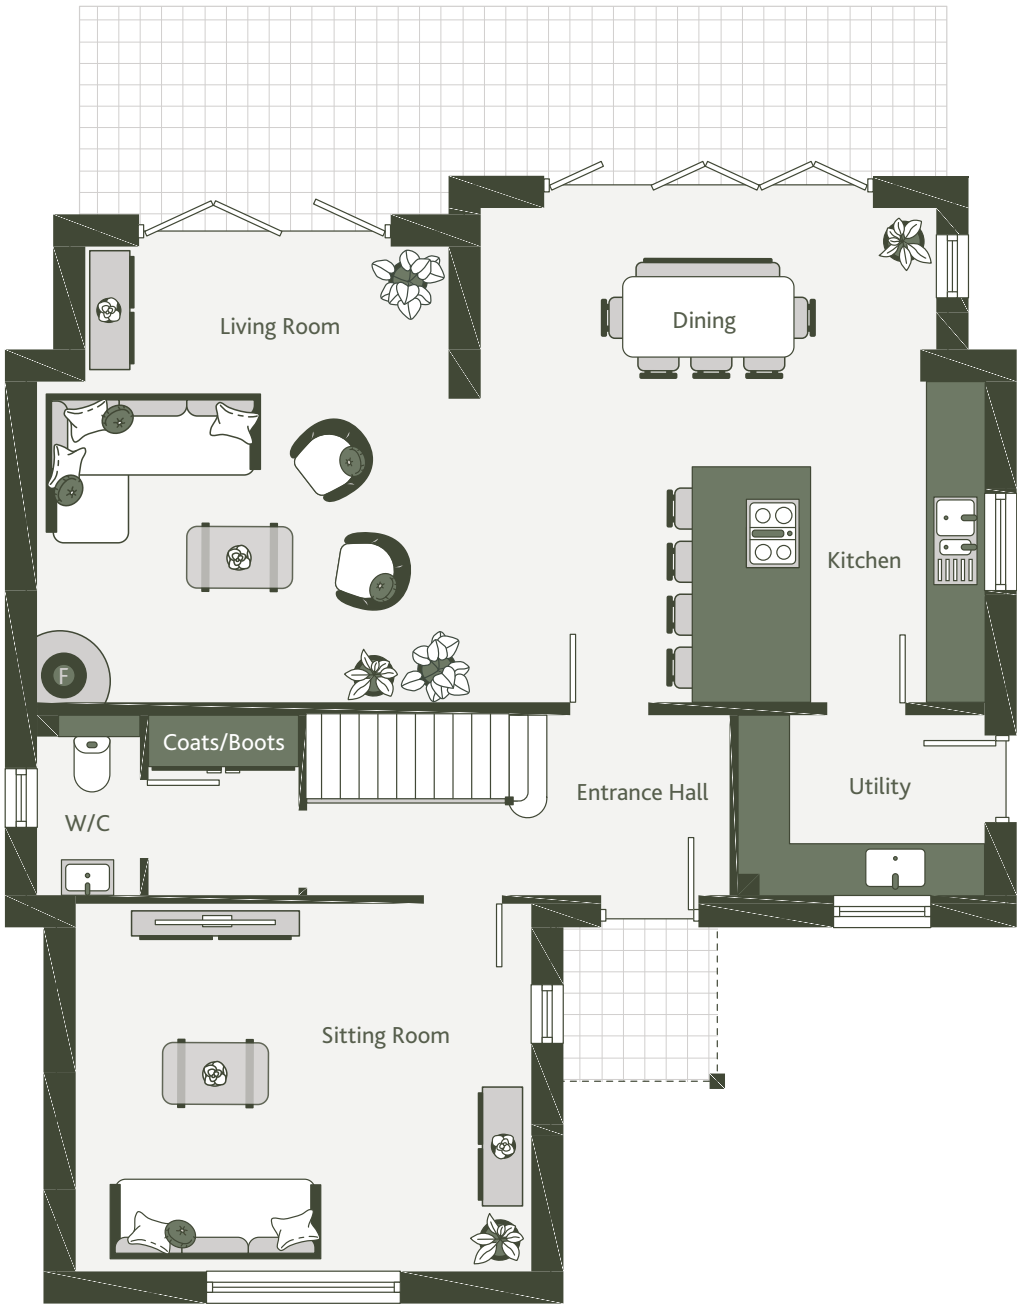 Living Room
Dining
Kitchen
F
Coats/Boots
Entrance Hall
Utility
W/C
Sitting Room